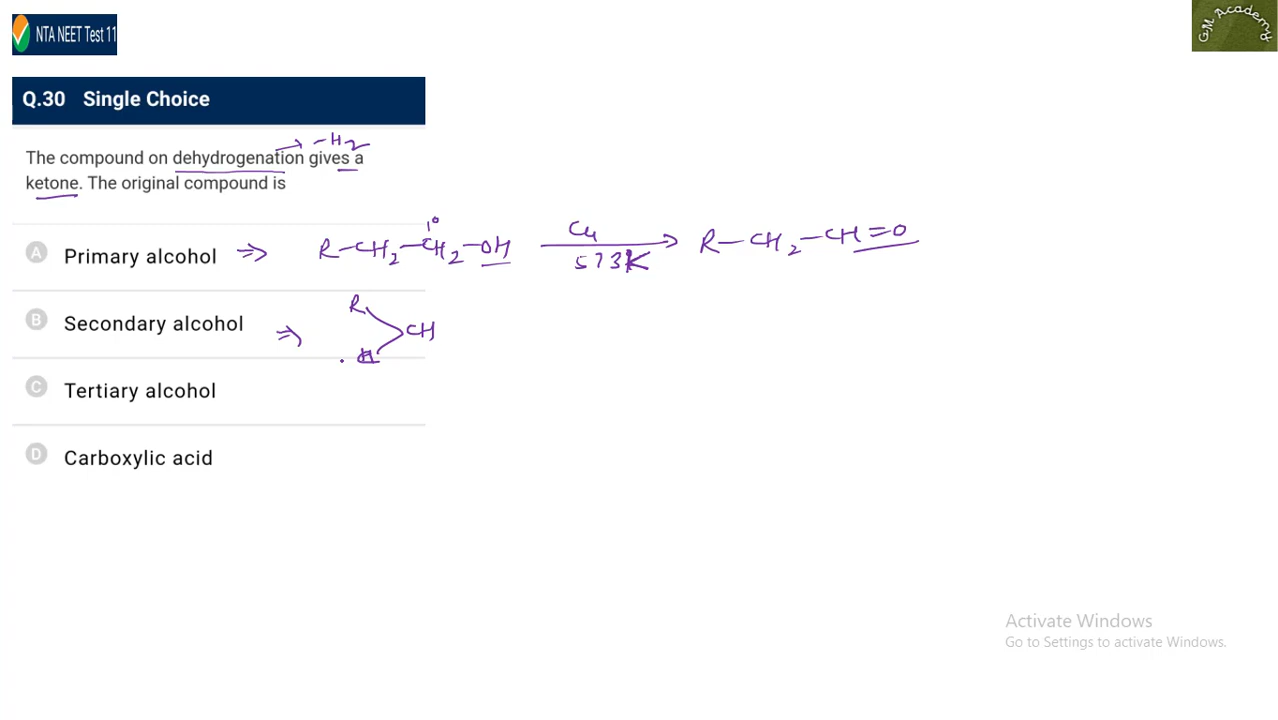 NTA NEET Test 11
G.M Academy
Q.30 Single Choice
→ -H2
The compound on dehydrogenation gives a
ketone. The original compound is
1°
Primary alcohol ⇒ R-CH2-CH2-OH Cu 573K → R-CH2-CH=O
A
R
B
Secondary alcohol ⇒ CH
C
Tertiary alcohol
D
Carboxylic acid
Activate Windows
Go to Settings to activate Windows.